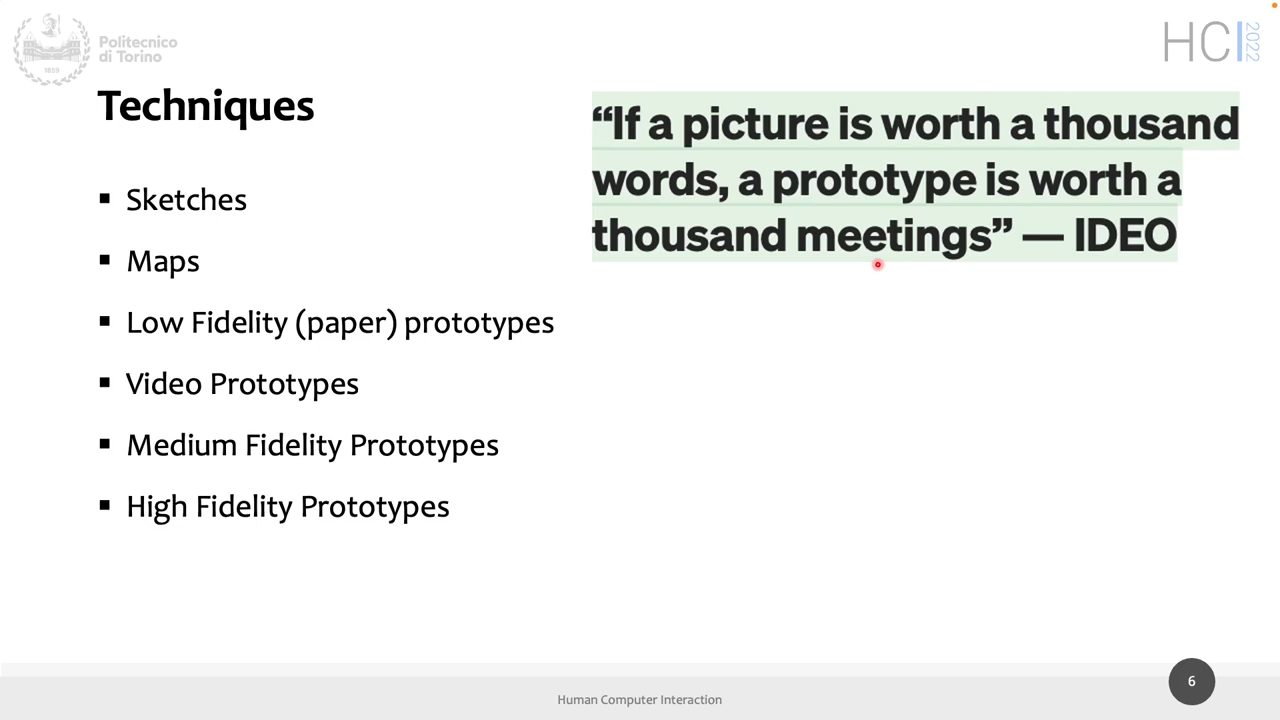 Politecnico
di Torino
1859
HCI
2022
Techniques
“If a picture is worth a thousand
words, a prototype is worth a
thousand meetings” — IDEO
▪ Sketches
▪ Maps
▪ Low Fidelity (paper) prototypes
▪ Video Prototypes
▪ Medium Fidelity Prototypes
▪ High Fidelity Prototypes
Human Computer Interaction
6